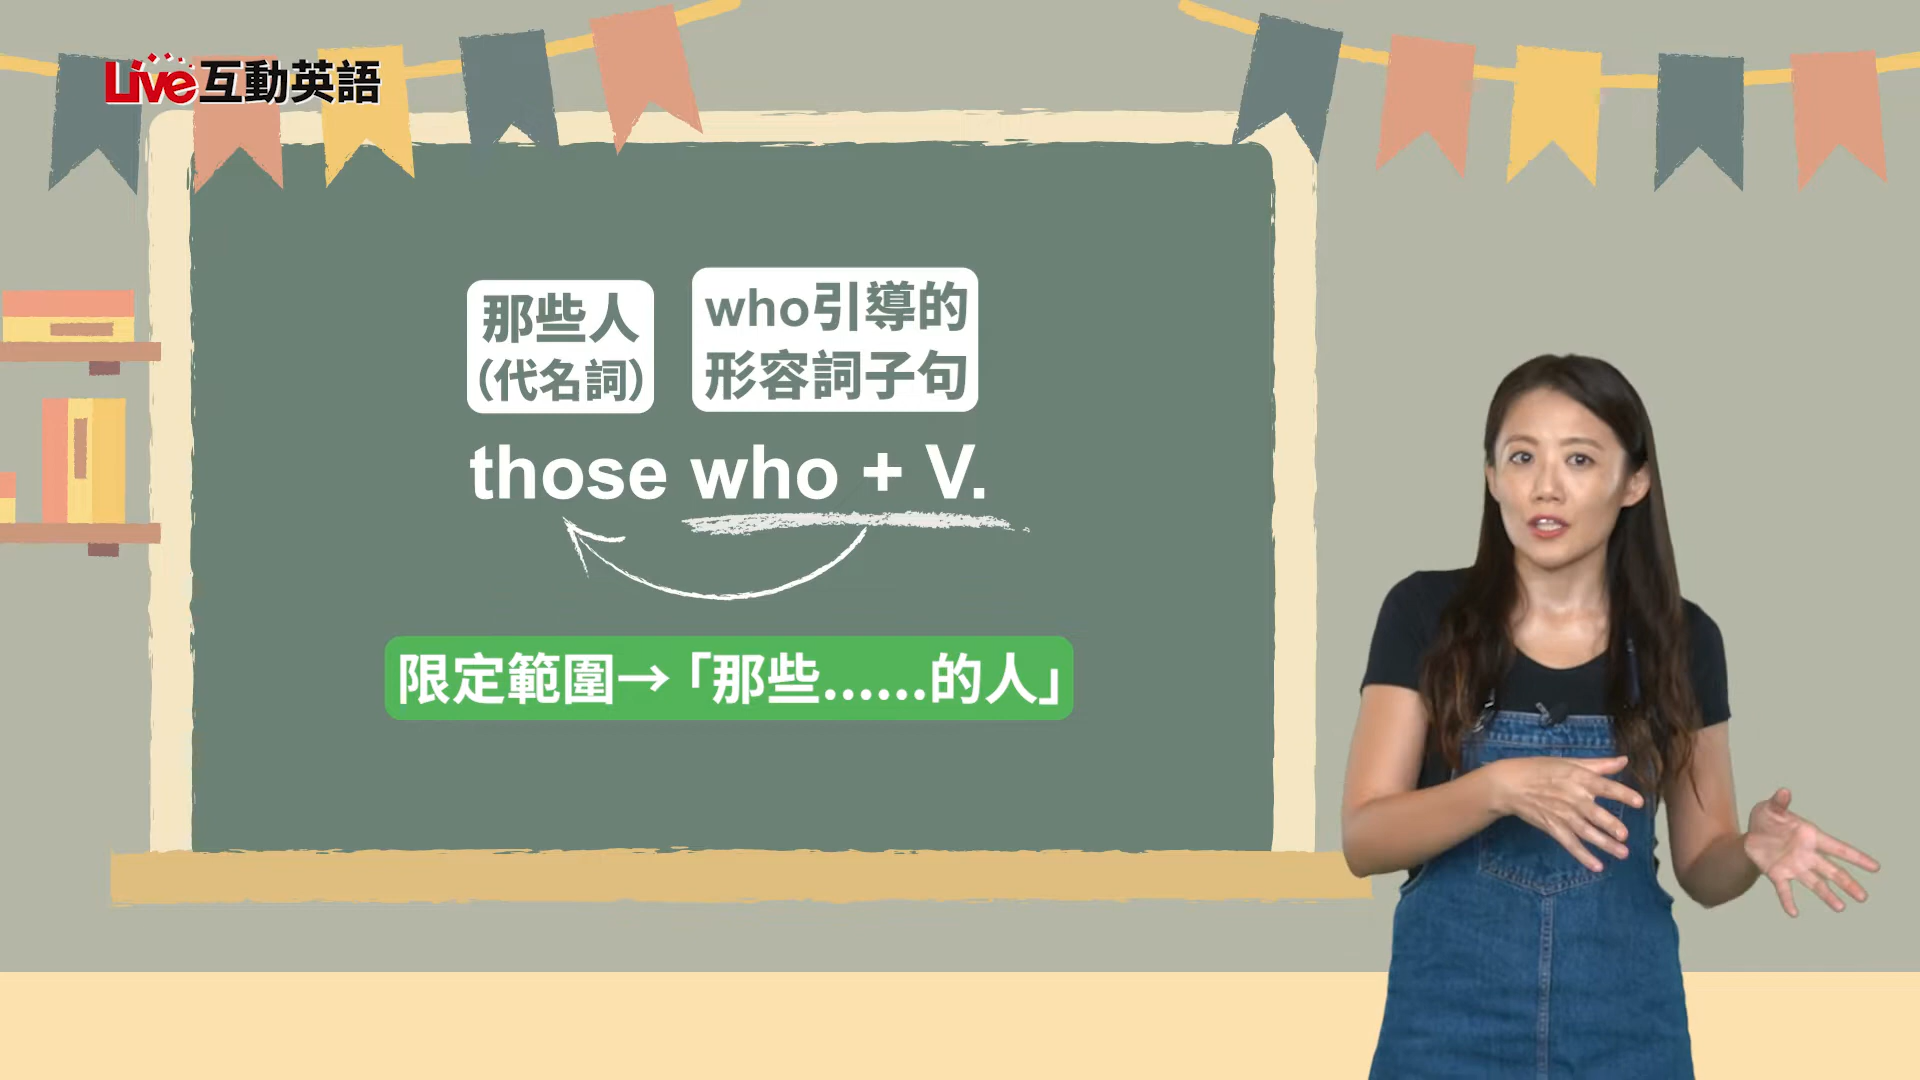 Live互動英語
那些人
(代名詞)
who引導的
形容詞子句
those who + V.
限定範圍→「那些......的人」